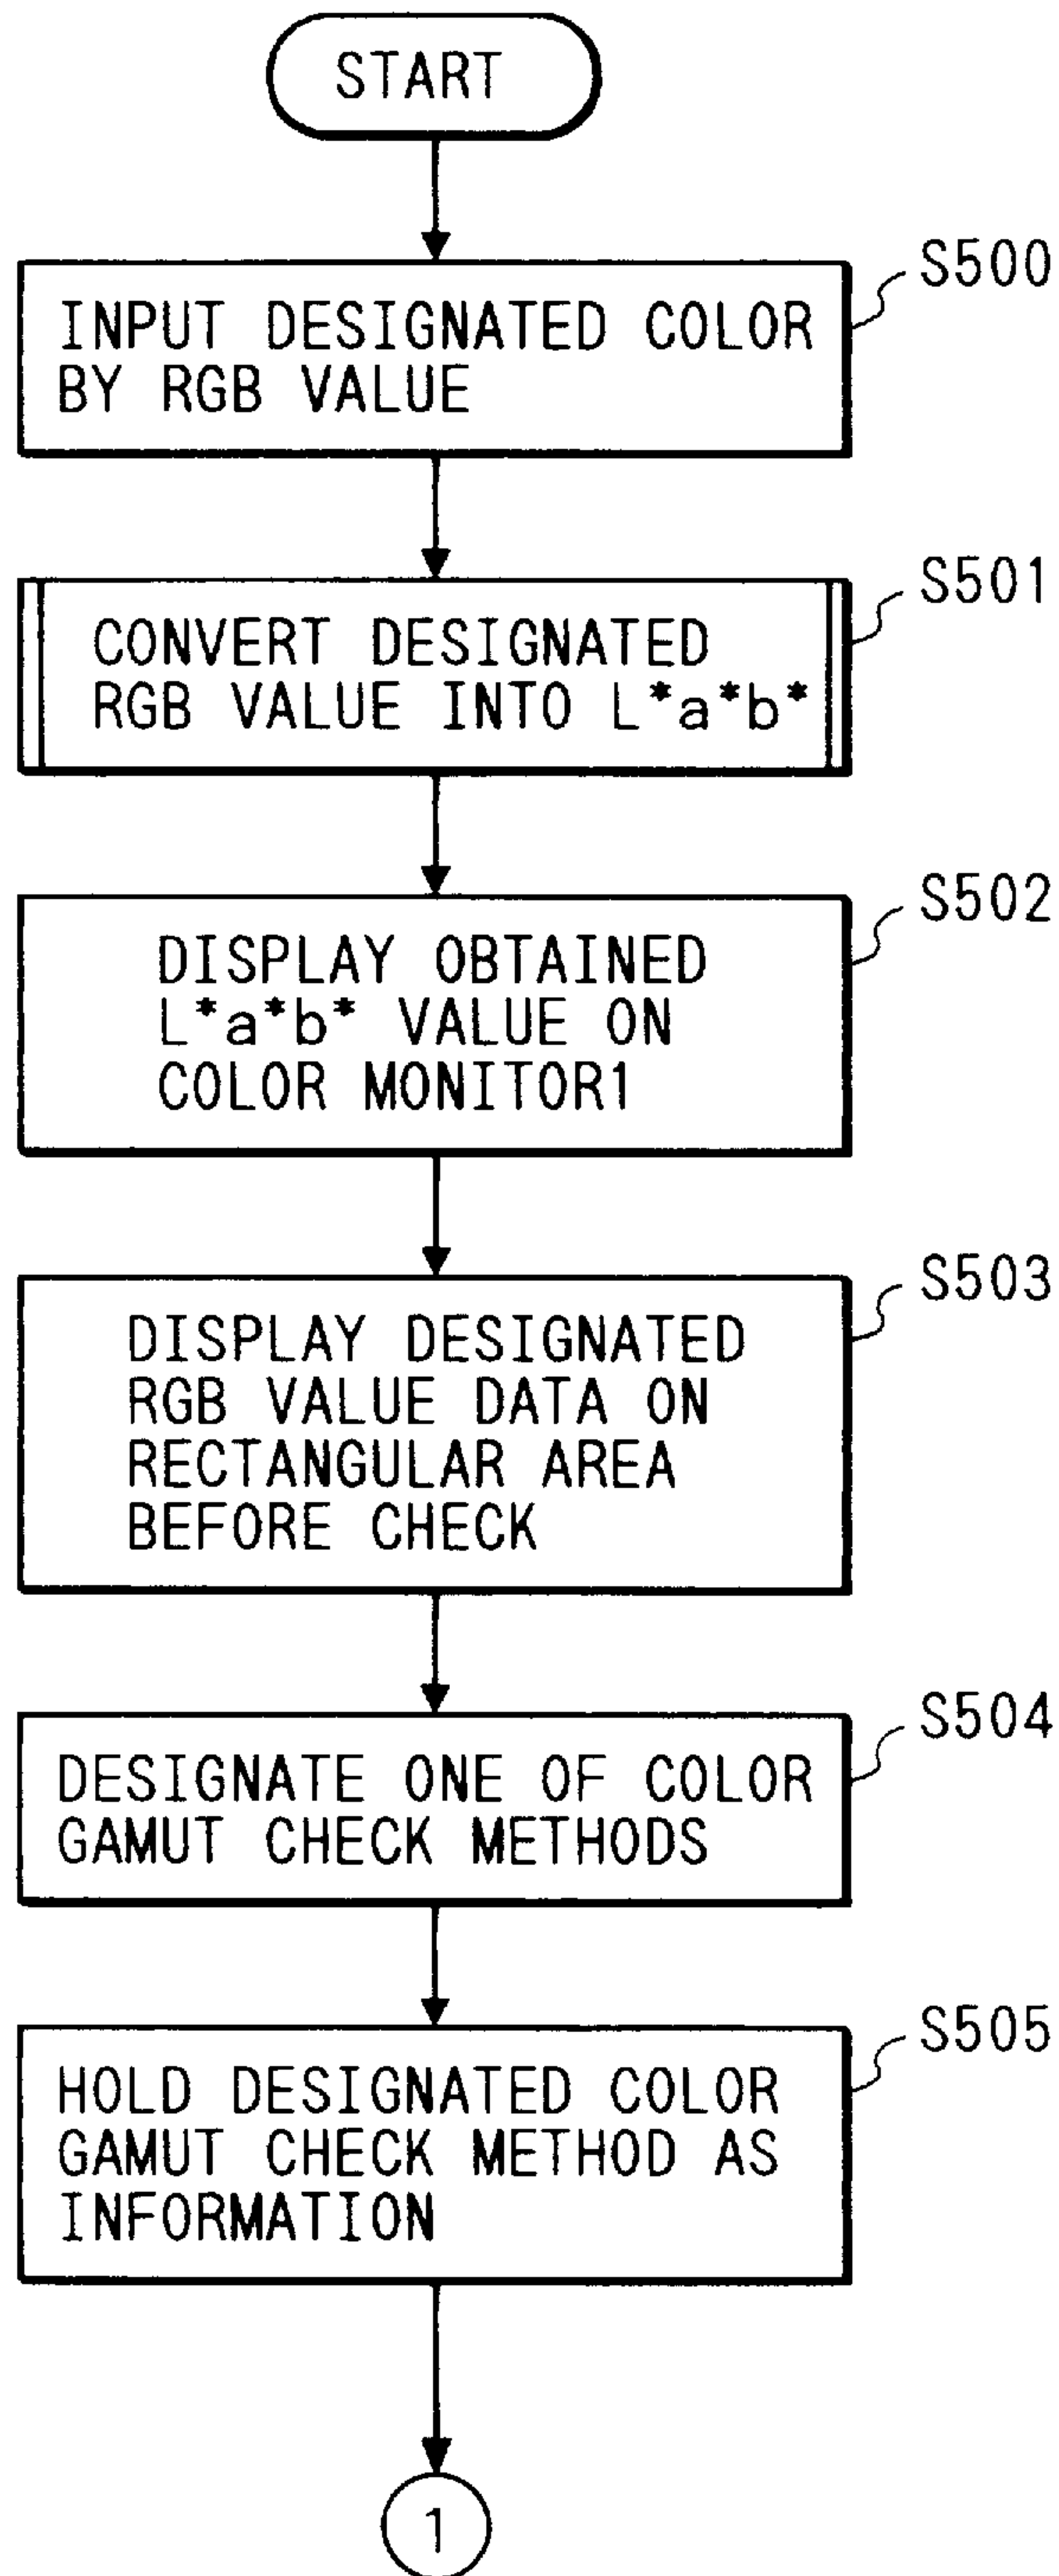 START
S500
INPUT DESIGNATED COLOR
BY RGB VALUE
S501
CONVERT DESIGNATED
RGB VALUE INTO L*a*b*
S502
DISPLAY OBTAINED
L*a*b* VALUE ON
COLOR MONITOR1
S503
DISPLAY DESIGNATED
RGB VALUE DATA ON
RECTANGULAR AREA
BEFORE CHECK
S504
DESIGNATE ONE OF COLOR
GAMUT CHECK METHODS
S505
HOLD DESIGNATED COLOR
GAMUT CHECK METHOD AS
INFORMATION
1